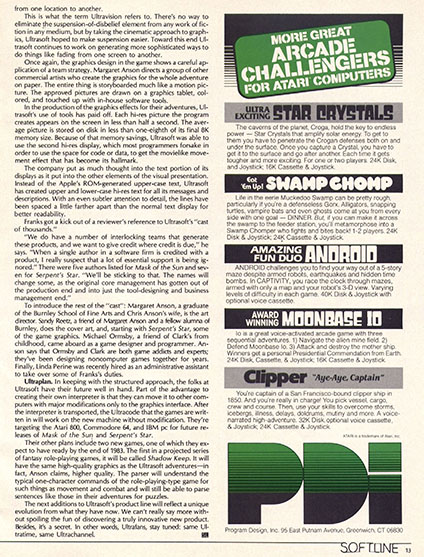 from one location to another.
This is what the term Ultravision refers to. There's no way to
eliminate the suspension-of-disbelief element from any work of fic-
tion in any medium, but by taking the cinematic approach to graph-
ics, Ultrasoft hoped to make suspension easier. Toward this end Ul-
trasoft continues to work on generating more sophisticated ways to
do things like fading from one screen to another.
Once again, the graphics design in the game shows a careful ap-
plication of a team strategy. Margaret Anson directs a group of other
commercial artists who create the graphics for the whole adventure
on paper. The entire thing is storyboarded much like a motion pic-
ture. The approved pictures are drawn on a graphics tablet, col-
ored, and touched up with in-house software tools.
In the production of the graphics effects for their adventures, Ul-
trasoft's use of tools has paid off. Each hi-res picture the program
creates appears on the screen in less than half a second. The aver-
age picture is stored on disk in less than one-eighth of its final 8K
memory size. Because of that memory savings, Ultrasoft was able to
use the second hi-res display, which most programmers forsake in
order to use the space for code or data, to get the movielike move-
ment effect that has become its hallmark.
The company put as much thought into the text portion of its
display as it put into the other elements of the visual presentation.
Instead of the Apple's ROM-generated uppercase text, Ultrasoft
has created upper and lower-case hi-res text for all its messages and
descriptions. With an even subtler attention to detail, the lines have
been spaced a little farther apart than the normal text display for
better readability.
Franks got a kick out of a reviewer's reference to Ultrasoft's "cast
of thousands."
"We do have a number of interlocking teams that generate
these products, and we want to give credit where credit is due," he
says. "When a single author in a software firm is credited with a
product, I really suspect that a lot of essential support is being ig-
nored." There were five authors listed for Mask of the Sun and sev-
en for Serpent's Star. "We'll be sticking to that. The names will
change some, as the original core management has gotten out of
the production end and into just the tool-designing and business
management end."
To introduce the rest of the "cast": Margaret Anson, a graduate of
the Burnley School of Fine Arts and Chris Anson's wife, is the art
director. Sandy Reert, a friend of Margaret Anson and a fellow alumna of
Burnley, does the cover art, and, starting with Serpent's Star, some
of the game graphics. Michael Ormsby, a friend of Clark's from
childhood, came aboard as a game designer and programmer. An-
son says that Ormsby and Clark are both game addicts and experts;
they've been designing noncomputer games together for years.
Finally, Linda Perine was recently hired as an administrative assistant
to take over some of Franks's duties.
Ultraplan. In keeping with the structured approach, the folks at
Ultrasoft have their future well in hand. Part of the advantage to
creating their own interpreter is that they can move it to other com-
puters with major modifications only to the graphics interface. After
the interpreter is transported, the Ultracode that the games are writ-
ten in will work on the new machine without modification. They're
targeting the Atari 800, Commodore 64, and IBM pc for future re-
leases of Mask of the Sun and Serpent's Star.
Their other plans include two new games, one of which they ex-
pect to have ready by the end of 1983. The first in a projected series
of fantasy role-playing games, it will be called Shadow Keep. It will
have the same high-quality graphics as the Ultrasoft adventures—in
fact, Anson claims, higher quality. The parser will understand the
typical one-character commands of the role-playing-type game for
such things as movement and combat and will still be able to parse
sentences like those in their adventures for puzzles.
The next additions to Ultrasoft's product line will reflect a unique
evolution from what they have now. We can't really say more with-
out spoiling the fun of discovering a truly innovative new product.
Besides, it's a secret. In other words, Ultrafans, stay tuned: same Ul-
tratime, same Ultrachannel.
MORE GREAT
ARCADE
CHALLENGERS
FOR ATARI COMPUTERS
ULTRA
EXCITING STAR CRYSTALS
The caverns of the planet, Croga, hold the key to endless
power — Star Crystals that amplify solar energy. To get to
them you have to penetrate the Crogan defenses both on and
under the surface. Once you capture a Crystal, you have to
get it to the surface and go after another. Each time it gets
tougher and more exciting. For one or two players. 24K Disk,
and Joystick; 16K Cassette & Joystick.
Eat
'Em Up! SWAMP CHOMP
Life in the eerie Muckedoo Swamp can be pretty rough,
particularly if you're a defenseless Gork. Alligators, snapping
turtles, vampire bats and even ghosts come at you from every
side with one goal — DINNER. But, if you can make it across
the swamp to the feeder station, you'll metamorphose into a
Swamp Chomper who fights and bites back! 1-2 players. 24K
Disk & Joystick; 24K Cassette & Joystick.
AMAZING
FUN DUO ANDROID
ANDROID challenges you to find your way out of a 5-story
maze despite armed robots, earthquakes and hidden time
bombs. In CAPTIVITY, you race the clock through mazes,
armed with only a map and your robot's 3-D view. Varying
levels of difficulty in each game. 40K Disk & Joystick with
optional voice cassette.
AWARD
WINNING MOONBASE IO
Io is a great voice-activated arcade game with three
sequential adventures. 1) Navigate the alien mine field. 2)
Defend Moonbase Io. 3) Attack and destroy the mother ship.
Winners get a personal Presidential Commendation from Earth.
24K Disk, Cassette, & Joystick; 16K Cassette & Joystick.
Clipper "Aye-Aye, Captain"
You're captain of a San Francisco-bound clipper ship in
1850. And you're really in charge! You pick vessel, cargo,
crew and course. Then, use your skills to overcome storms,
icebergs, illness, delays, doldrums, mutiny and more. A voice-
narrated high-adventure. 32K Disk optional voice cassette,
& Joystick; 24K Cassette & Joystick.
ATARI is a trademark of Atari, Inc.
PDI
Program Design, Inc. 95 East Putnam Avenue, Greenwich, CT 06830
SOFTLINE 13